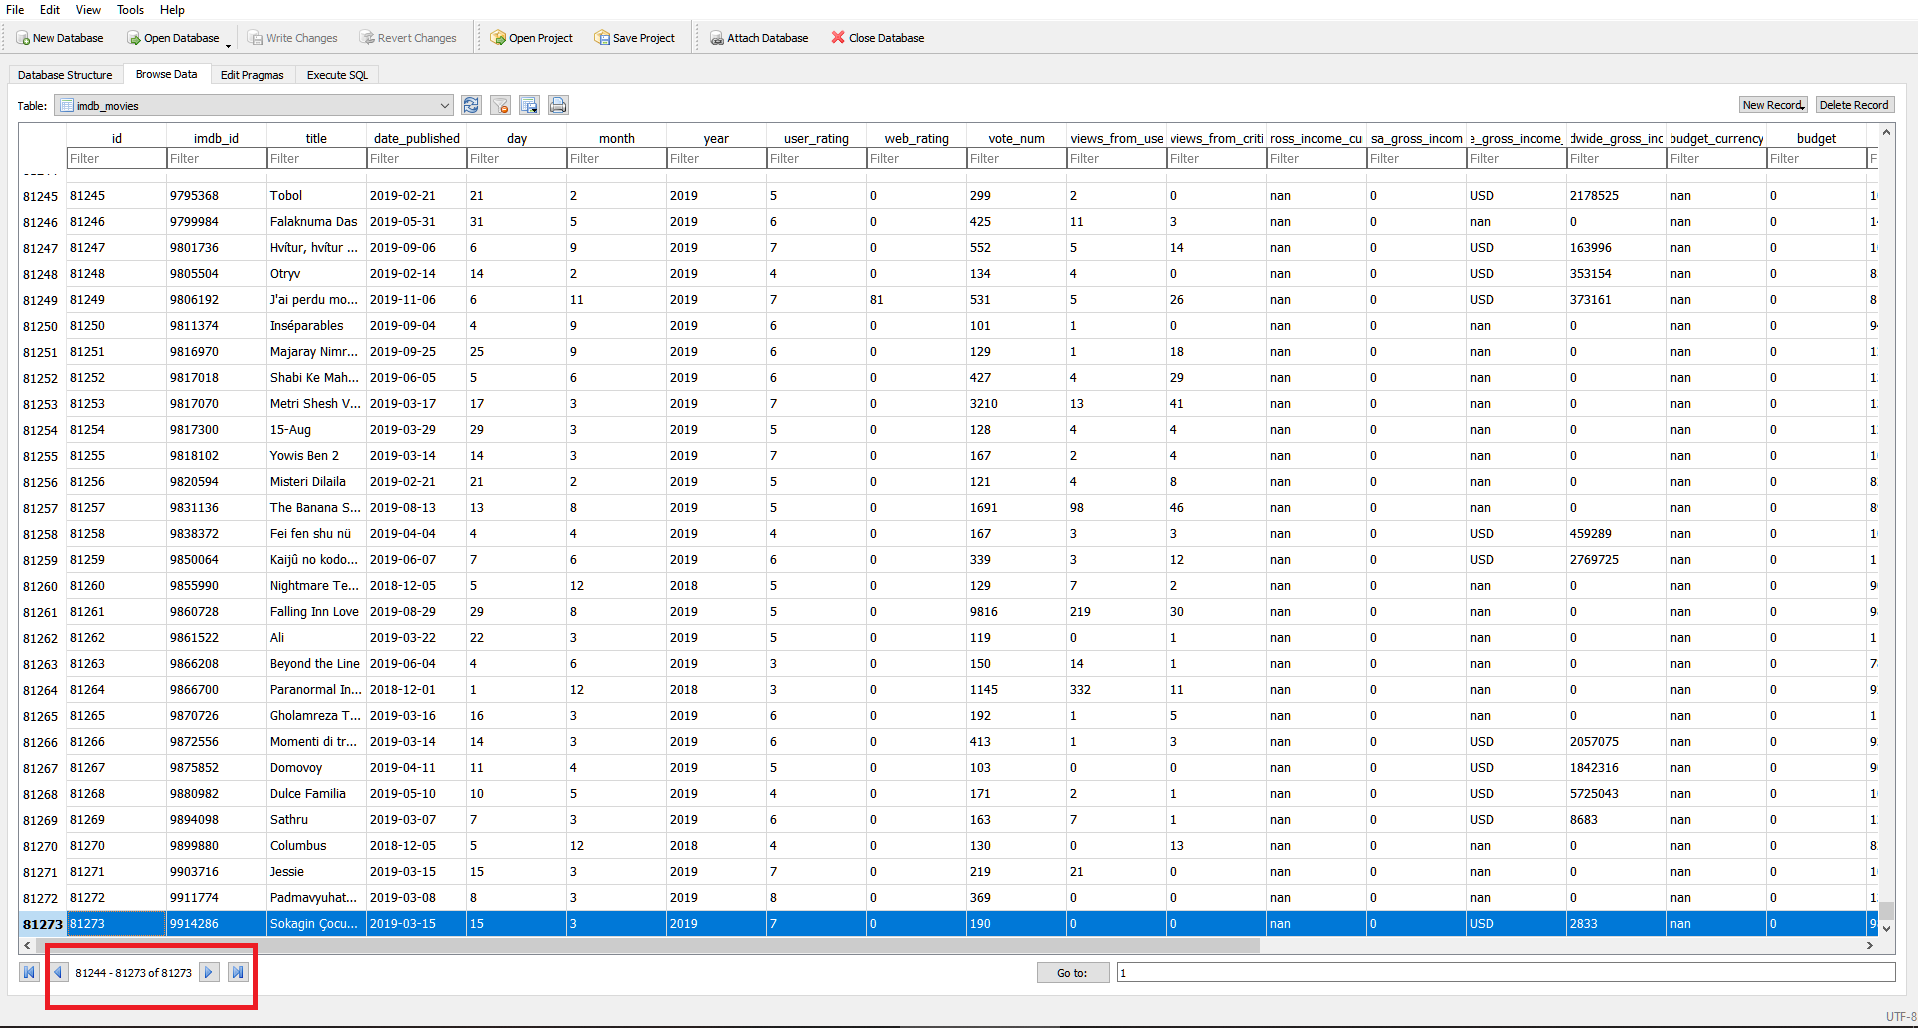 File Edit View Tools Help
New Database Open Database Write Changes Revert Changes Open Project Save Project Attach Database Close Database
Database Structure Browse Data Edit Pragmas Execute SQL
Table: imdb_movies New Record Delete Record
id imdb_id title date_published day month year user_rating web_rating vote_num views_from_use views_from_criti ross_income_cu sa_gross_incom e_gross_income_ dwide_gross_inc budget_currency budget
Filter Filter Filter Filter Filter Filter Filter Filter Filter Filter Filter Filter Filter Filter Filter Filter Filter Filter F
81245 81245 9795368 Tobol 2019-02-21 21 2 2019 5 0 299 2 0 nan 0 USD 2178525 nan 0 1
81246 81246 9799984 Falaknuma Das 2019-05-31 31 5 2019 6 0 425 11 3 nan 0 nan 0 nan 0 1
81247 81247 9801736 Hvítur, hvítur ... 2019-09-06 6 9 2019 7 0 552 5 14 nan 0 USD 163996 nan 0 1
81248 81248 9805504 Otryv 2019-02-14 14 2 2019 4 0 134 4 0 nan 0 USD 353154 nan 0 8
81249 81249 9806192 J'ai perdu mo... 2019-11-06 6 11 2019 7 81 531 5 26 nan 0 USD 373161 nan 0 8
81250 81250 9811374 Inséparables 2019-09-04 4 9 2019 6 0 101 1 0 nan 0 nan 0 nan 0 9
81251 81251 9816970 Majaray Nimr... 2019-09-25 25 9 2019 6 0 129 1 18 nan 0 nan 0 nan 0 1
81252 81252 9817018 Shabi Ke Mah... 2019-06-05 5 6 2019 6 0 427 4 29 nan 0 nan 0 nan 0 1
81253 81253 9817070 Metri Shesh V... 2019-03-17 17 3 2019 7 0 3210 13 41 nan 0 nan 0 nan 0 1
81254 81254 9817300 15-Aug 2019-03-29 29 3 2019 5 0 128 4 4 nan 0 nan 0 nan 0 1
81255 81255 9818102 Yowis Ben 2 2019-03-14 14 3 2019 7 0 167 2 4 nan 0 nan 0 nan 0 1
81256 81256 9820594 Misteri Dilaila 2019-02-21 21 2 2019 5 0 121 4 8 nan 0 nan 0 nan 0 8
81257 81257 9831136 The Banana S... 2019-08-13 13 8 2019 5 0 1691 98 46 nan 0 nan 0 nan 0 8
81258 81258 9838372 Fei fen shu nü 2019-04-04 4 4 2019 4 0 167 3 3 nan 0 USD 459289 nan 0 1
81259 81259 9850064 Kaijû no kodo... 2019-06-07 7 6 2019 6 0 339 3 12 nan 0 USD 2769725 nan 0 1
81260 81260 9855990 Nightmare Te... 2018-12-05 5 12 2018 5 0 129 7 2 nan 0 nan 0 nan 0 9
81261 81261 9860728 Falling Inn Love 2019-08-29 29 8 2019 5 0 9816 219 30 nan 0 nan 0 nan 0 9
81262 81262 9861522 Ali 2019-03-22 22 3 2019 5 0 119 0 1 nan 0 nan 0 nan 0 1
81263 81263 9866208 Beyond the Line 2019-06-04 4 6 2019 3 0 150 14 1 nan 0 nan 0 nan 0 7
81264 81264 9866700 Paranormal In... 2018-12-01 1 12 2018 3 0 1145 332 11 nan 0 nan 0 nan 0 9
81265 81265 9870726 Gholamreza T... 2019-03-16 16 3 2019 6 0 192 1 5 nan 0 nan 0 nan 0 1
81266 81266 9872556 Momenti di tr... 2019-03-14 14 3 2019 6 0 413 1 3 nan 0 USD 2057075 nan 0 9
81267 81267 9875852 Domovoy 2019-04-11 11 4 2019 5 0 103 0 0 nan 0 USD 1842316 nan 0 9
81268 81268 9880982 Dulce Familia 2019-05-10 10 5 2019 4 0 171 2 1 nan 0 USD 5725043 nan 0 1
81269 81269 9894098 Sathru 2019-03-07 7 3 2019 6 0 163 7 1 nan 0 USD 8683 nan 0 1
81270 81270 9899880 Columbus 2018-12-05 5 12 2018 4 0 130 0 13 nan 0 nan 0 nan 0 8
81271 81271 9903716 Jessie 2019-03-15 15 3 2019 7 0 219 21 0 nan 0 nan 0 nan 0 1
81272 81272 9911774 Padmavyuhat... 2019-03-08 8 3 2019 8 0 369 0 0 nan 0 nan 0 nan 0 1
81273 81273 9914286 Sokagin Çocu... 2019-03-15 15 3 2019 7 0 190 0 0 nan 0 USD 2833 nan 0 9
81244 - 81273 of 81273 Go to: 1
UTF-8